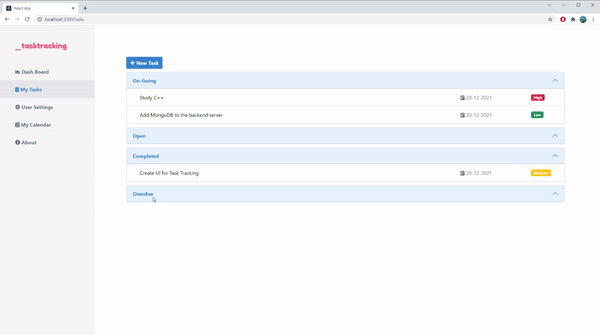 React App
localhost:3000/tasks
_tasktracking
Dash Board
My Tasks
User Settings
My Calendar
About
+ New Task
On-Going
Study C++ 20-12-2021 High
Add MongoDB to the backend server 20-12-2021 Low
Open
Completed
Create UI for Task Tracking 20-12-2021 Medium
Overdue